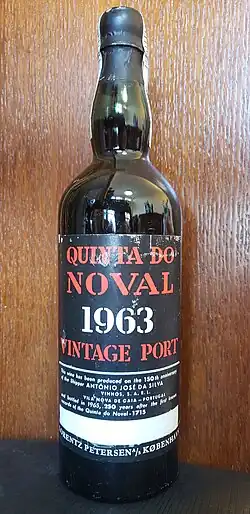 QUINTA DO
NOVAL
1963
VINTAGE PORT
This wine has been produced on the 150th anniversary
of the Shipper ANTÓNIO JOSÉ DA SILVA
VINHOS, S. A. R. L.
VILA NOVA DE GAIA - PORTUGAL
and bottled in 1965, 250 years after the first known
records of the Quinta do Noval - 1715
LORENTZ PETERSEN A/S KØBENHAVN